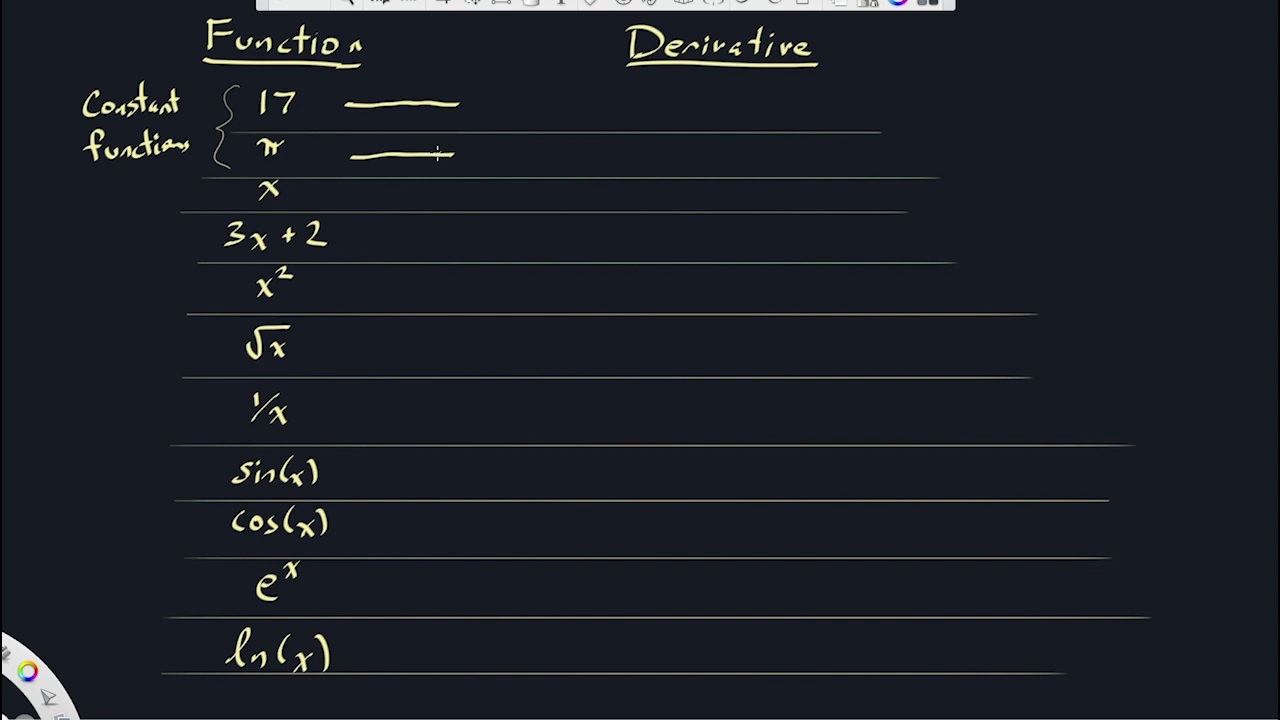 Function Derivative
Constant functions { 17
π
x
3x + 2
x²
√x
1/x
sin(x)
cos(x)
eˣ
ln(x)